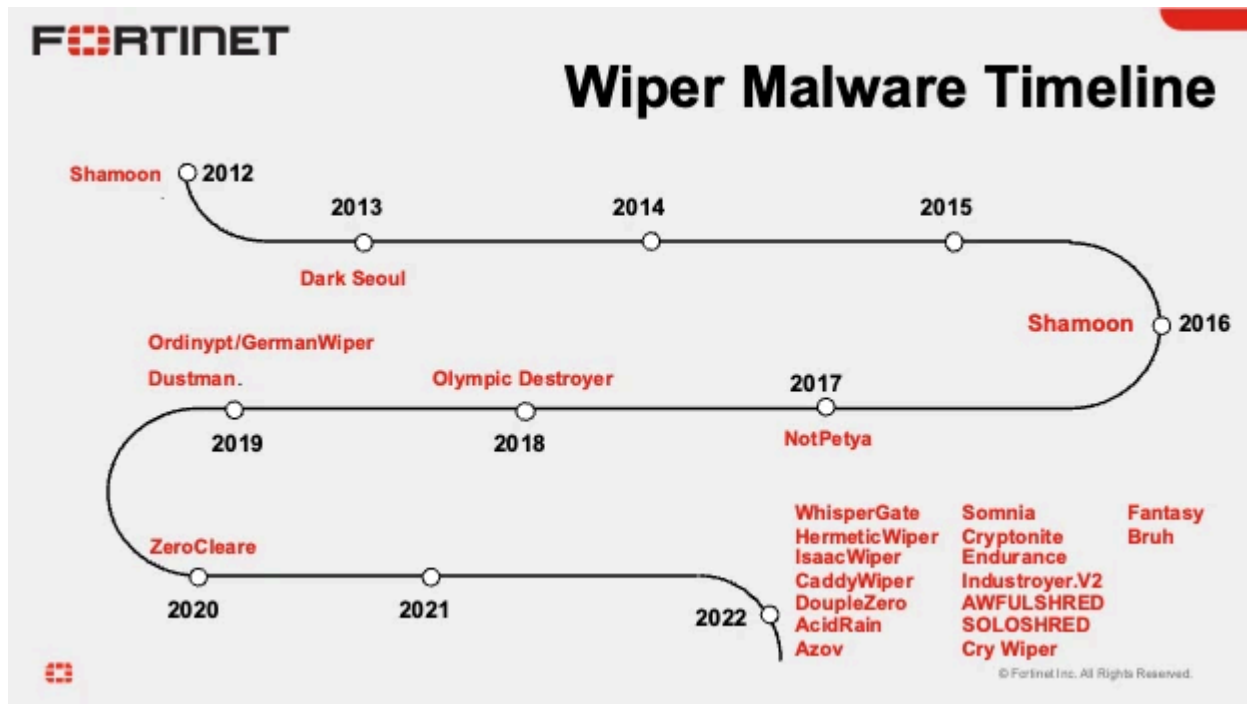 FORTINET
Wiper Malware Timeline
Shamoon
2012
2013
2014
2015
Dark Seoul
Shamoon
2016
Ordinypt/GermanWiper
Dustman.
Olympic Destroyer
2017
2019
2018
NotPetya
ZeroCleare
2020
2021
2022
WhisperGate
HermeticWiper
IsaacWiper
CaddyWiper
DoupleZero
AcidRain
Azov
Somnia
Cryptonite
Endurance
Industroyer.V2
AWFULSHRED
SOLOSHRED
Cry Wiper
Fantasy
Bruh
© Fortinet Inc. All Rights Reserved.